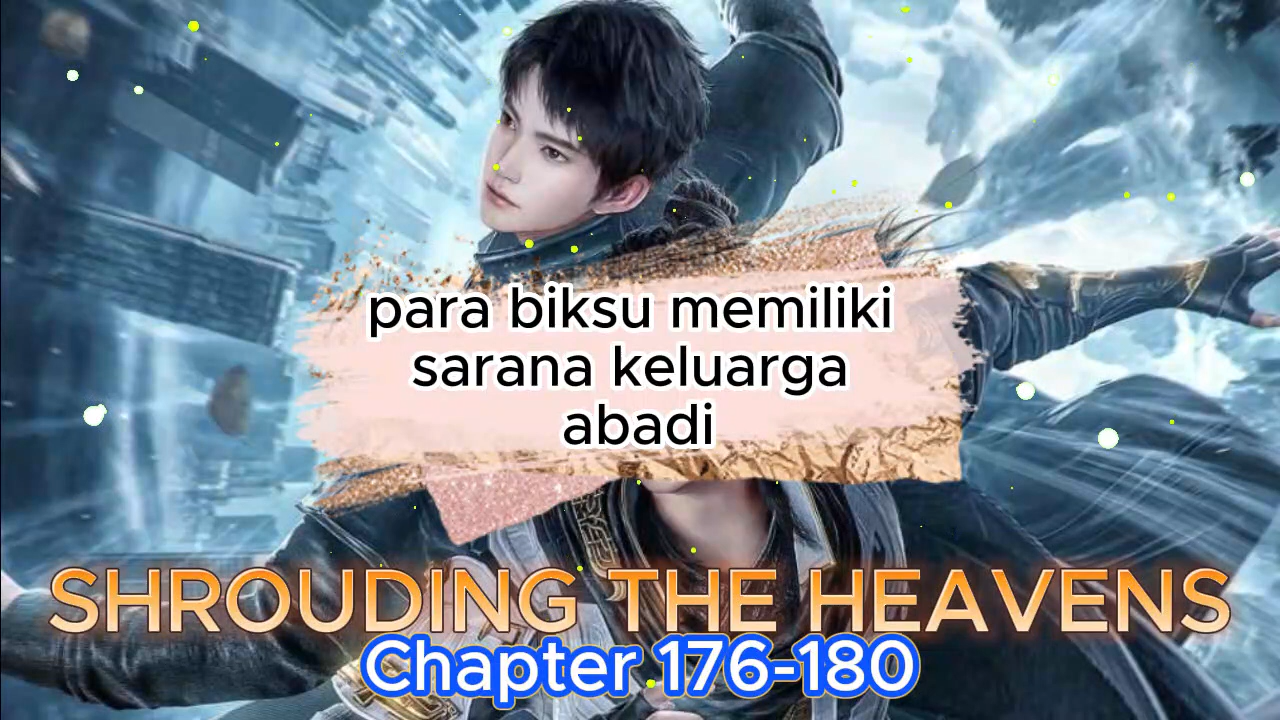 para biksu memiliki
sarana keluarga
abadi
SHROUDING THE HEAVENS
Chapter 176-180